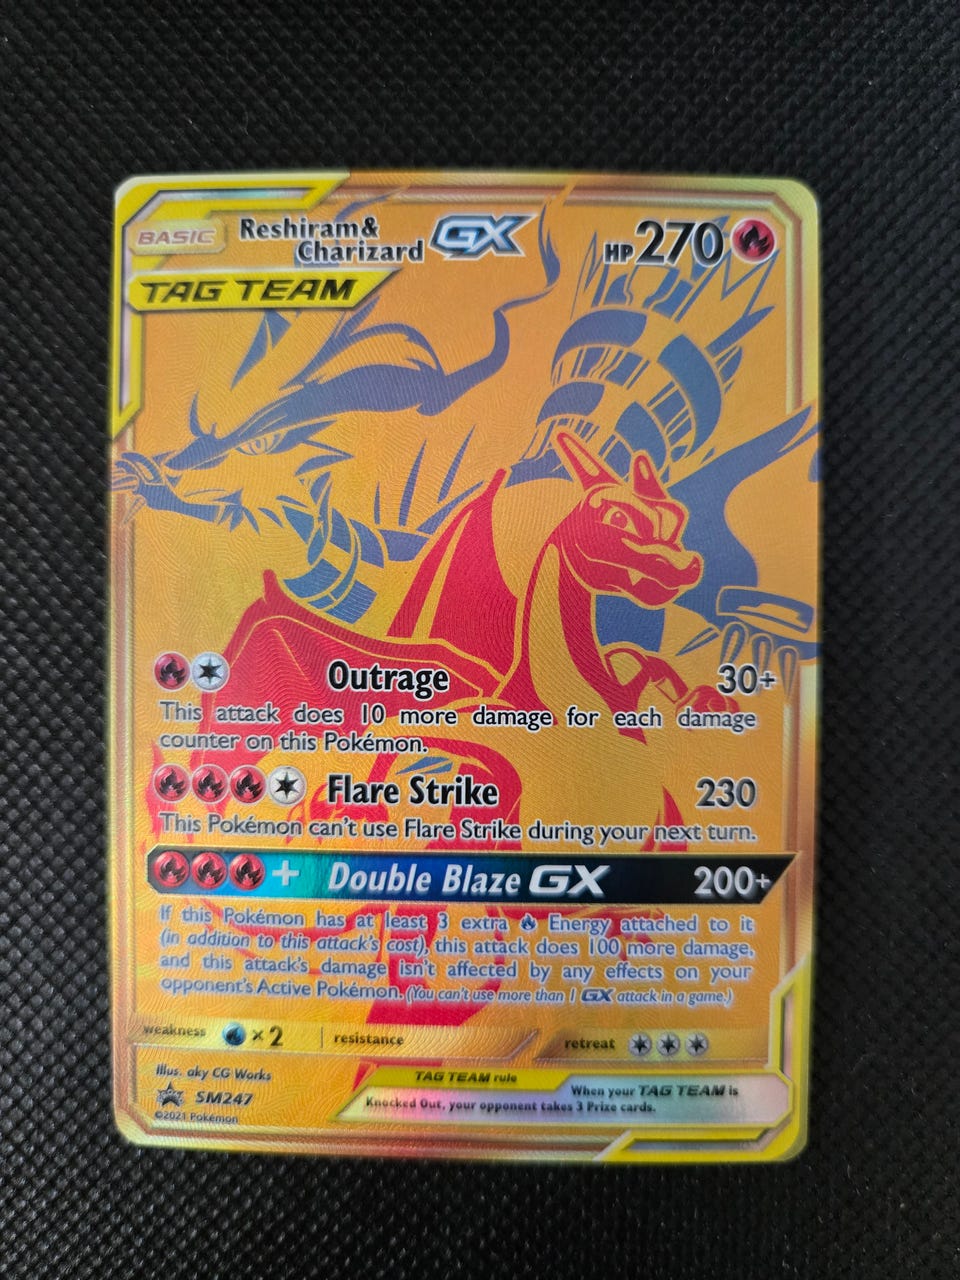 BASIC
Reshiram&
Charizard GX
HP 270
TAG TEAM
Outrage 30+
This attack does 10 more damage for each damage
counter on this Pokémon.
Flare Strike 230
This Pokémon can't use Flare Strike during your next turn.
+ Double Blaze GX 200+
If this Pokémon has at least 3 extra Energy attached to it
(in addition to this attack's cost), this attack does 100 more damage,
and this attack's damage isn't affected by any effects on your
opponent's Active Pokémon. (You can't use more than 1 GX attack in a game.)
weakness ×2 resistance retreat
Illus. aky CG Works
SM247
©2021 Pokémon
TAG TEAM rule
When your TAG TEAM is
Knocked Out, your opponent takes 3 Prize cards.